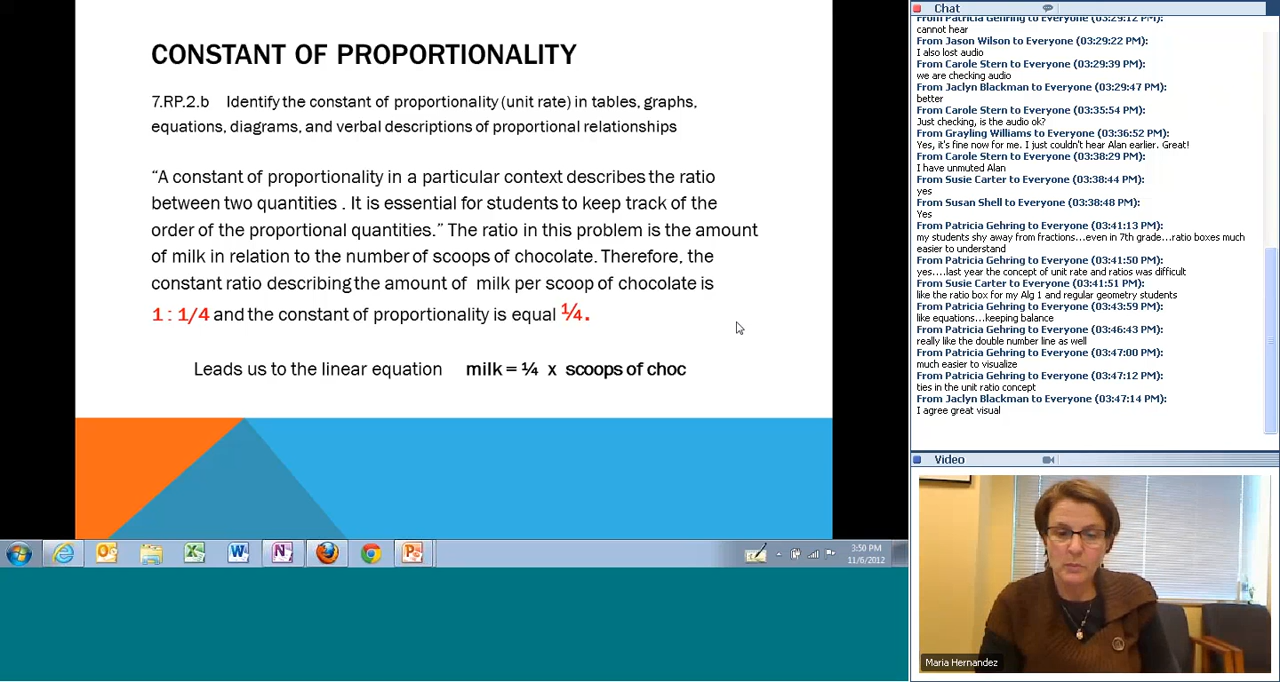 CONSTANT OF PROPORTIONALITY
7.RP.2.b Identify the constant of proportionality (unit rate) in tables, graphs,
equations, diagrams, and verbal descriptions of proportional relationships
“A constant of proportionality in a particular context describes the ratio
between two quantities . It is essential for students to keep track of the
order of the proportional quantities.” The ratio in this problem is the amount
of milk in relation to the number of scoops of chocolate. Therefore, the
constant ratio describing the amount of milk per scoop of chocolate is
1 : 1/4 and the constant of proportionality is equal ¼.
Leads us to the linear equation milk = ¼ x scoops of choc
3:50 PM
11/6/2012
Chat
From Patricia Gehring to Everyone (03:29:12 PM):
cannot hear
From Jason Wilson to Everyone (03:29:22 PM):
I also lost audio
From Carole Stern to Everyone (03:29:39 PM):
we are checking audio
From Jaclyn Blackman to Everyone (03:29:47 PM):
better
From Carole Stern to Everyone (03:35:54 PM):
Just checking, is the audio ok?
From Grayling Williams to Everyone (03:36:52 PM):
Yes, it's fine now for me. I just couldn't hear Alan earlier. Great!
From Carole Stern to Everyone (03:38:29 PM):
I have unmuted Alan
From Susie Carter to Everyone (03:38:44 PM):
yes
From Susan Shell to Everyone (03:38:48 PM):
Yes
From Patricia Gehring to Everyone (03:41:13 PM):
my students shy away from fractions...even in 7th grade...ratio boxes much
easier to understand
From Patricia Gehring to Everyone (03:41:50 PM):
yes....last year the concept of unit rate and ratios was difficult
From Susie Carter to Everyone (03:41:51 PM):
like the ratio box for my Alg 1 and regular geometry students
From Patricia Gehring to Everyone (03:43:59 PM):
like equations...keeping balance
From Patricia Gehring to Everyone (03:46:43 PM):
really like the double number line as well
From Patricia Gehring to Everyone (03:47:00 PM):
much easier to visualize
From Patricia Gehring to Everyone (03:47:12 PM):
ties in the unit ratio concept
From Jaclyn Blackman to Everyone (03:47:14 PM):
I agree great visual
Video
Maria Hernandez